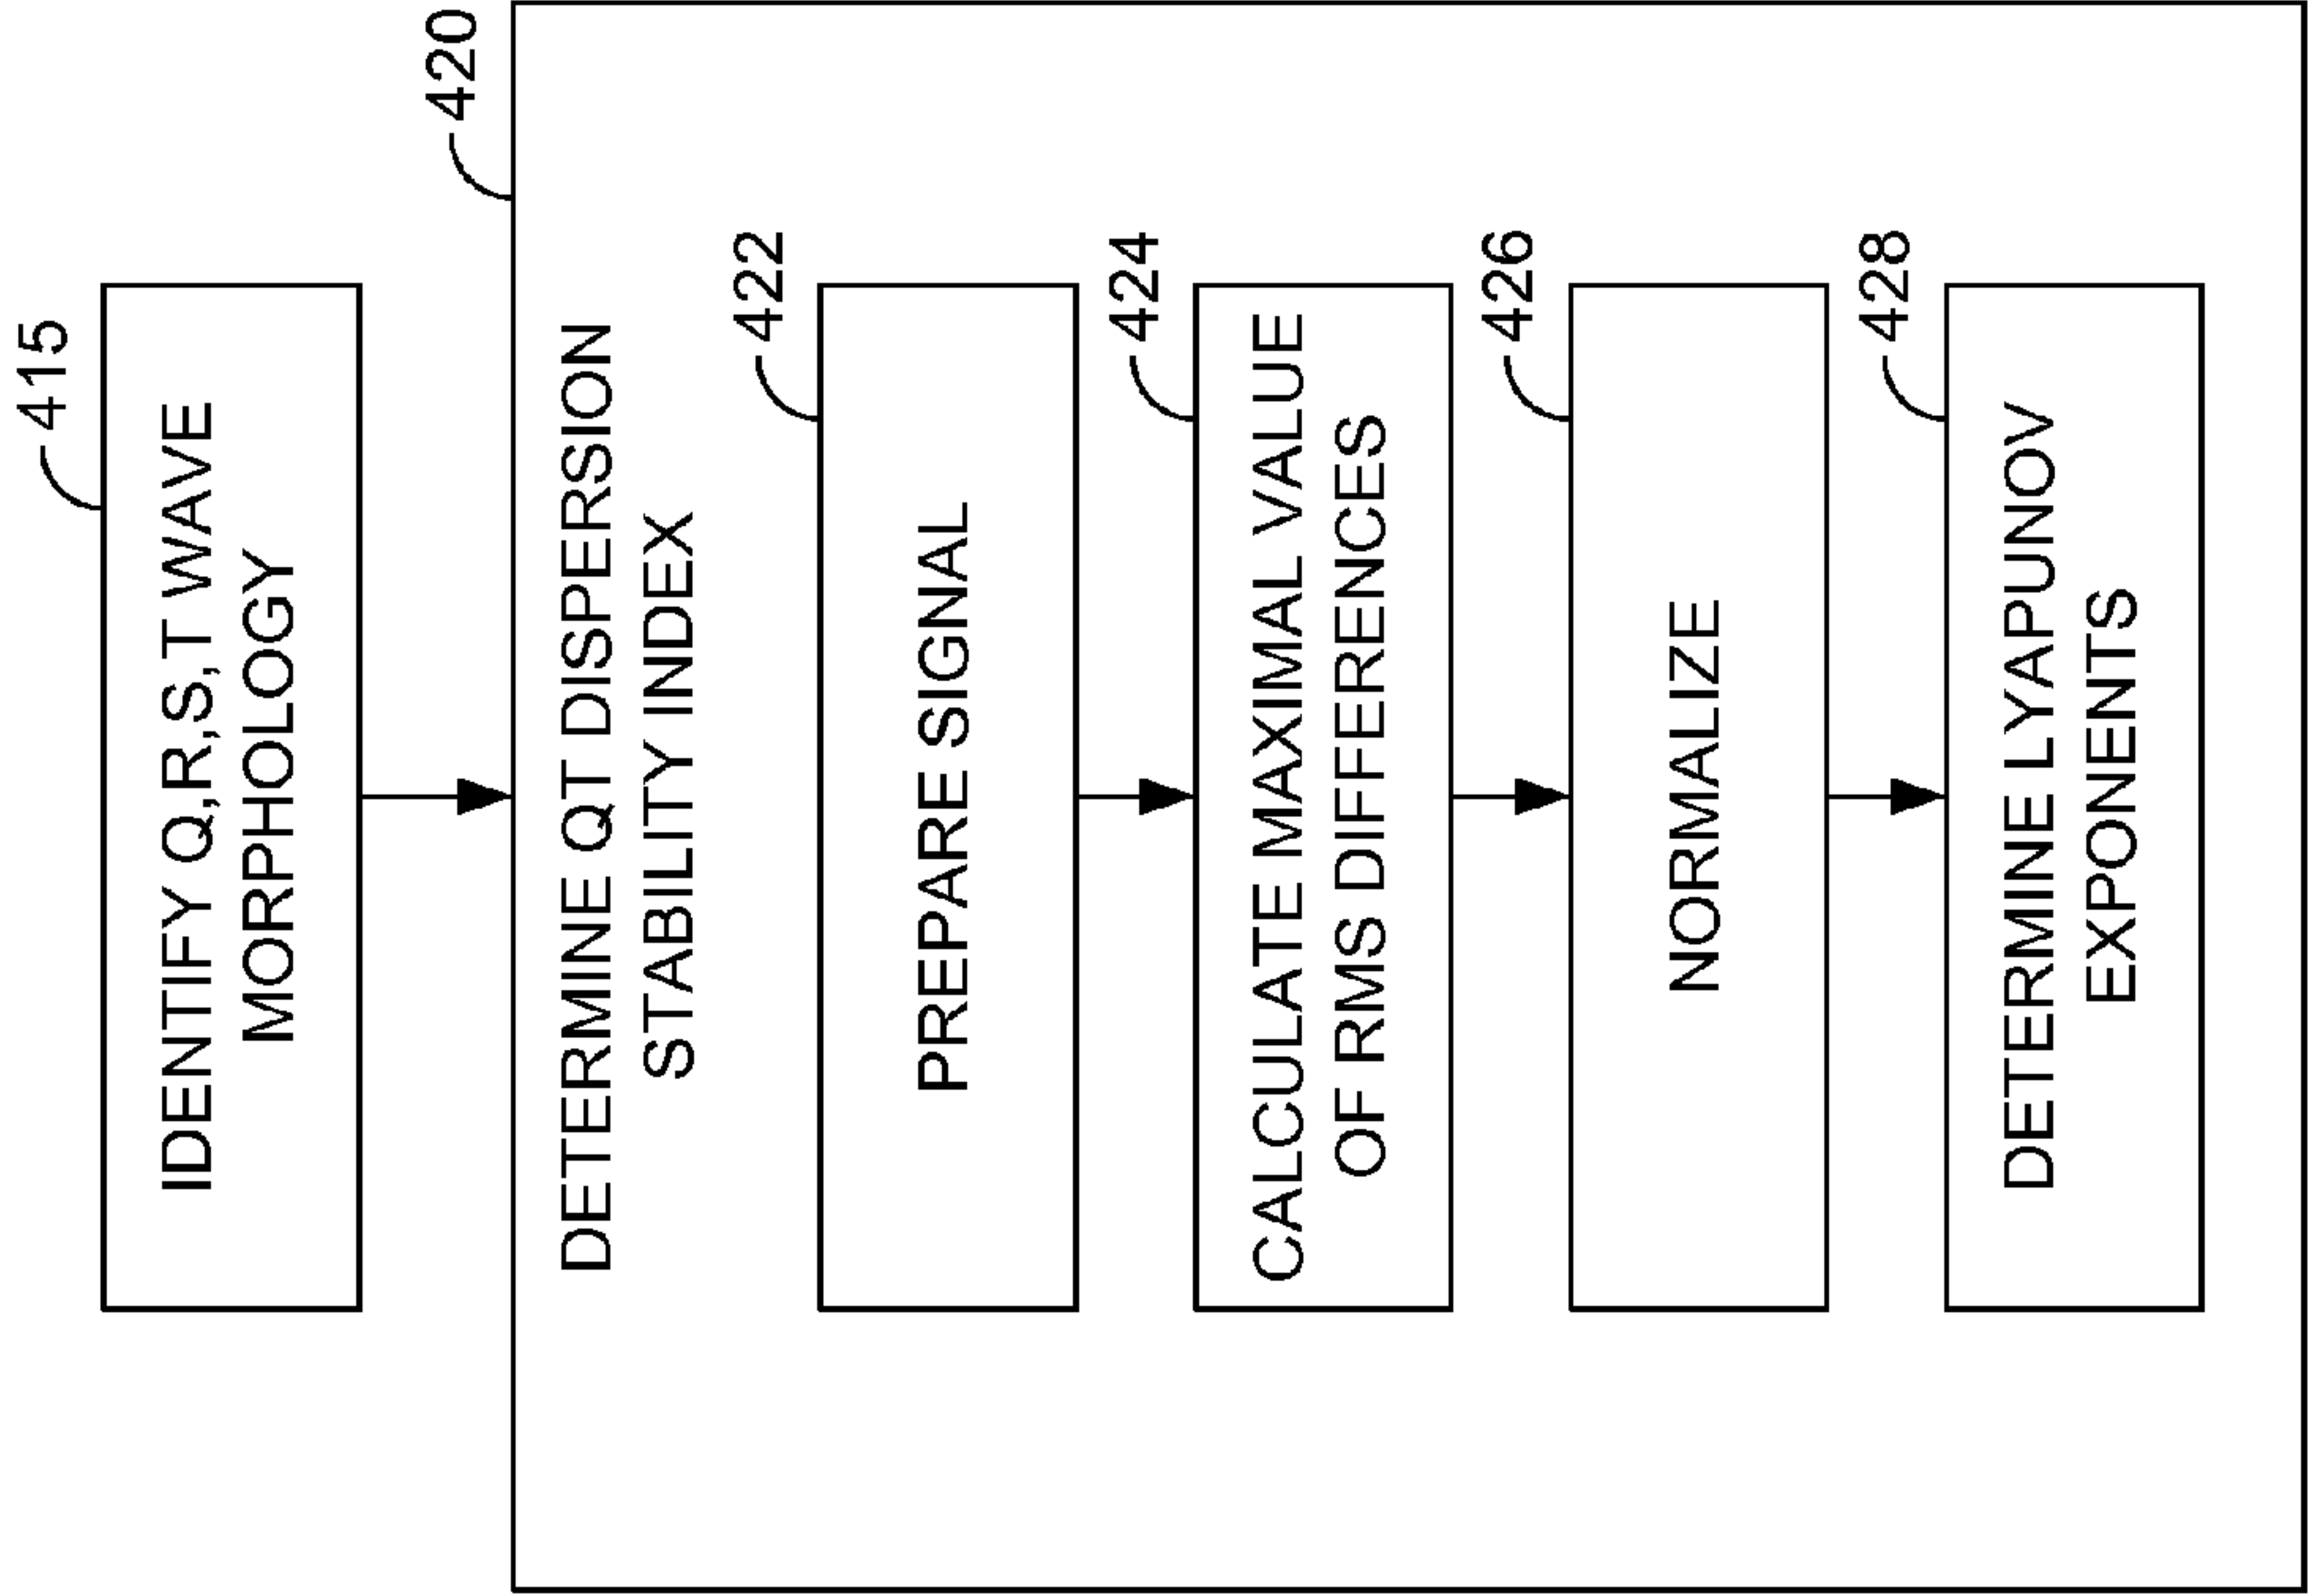 415
IDENTIFY Q,R,S,T WAVE
MORPHOLOGY
420
DETERMINE QT DISPERSION
STABILITY INDEX
422
PREPARE SIGNAL
424
CALCULATE MAXIMAL VALUE
OF RMS DIFFERENCES
426
NORMALIZE
428
DETERMINE LYAPUNOV
EXPONENTS